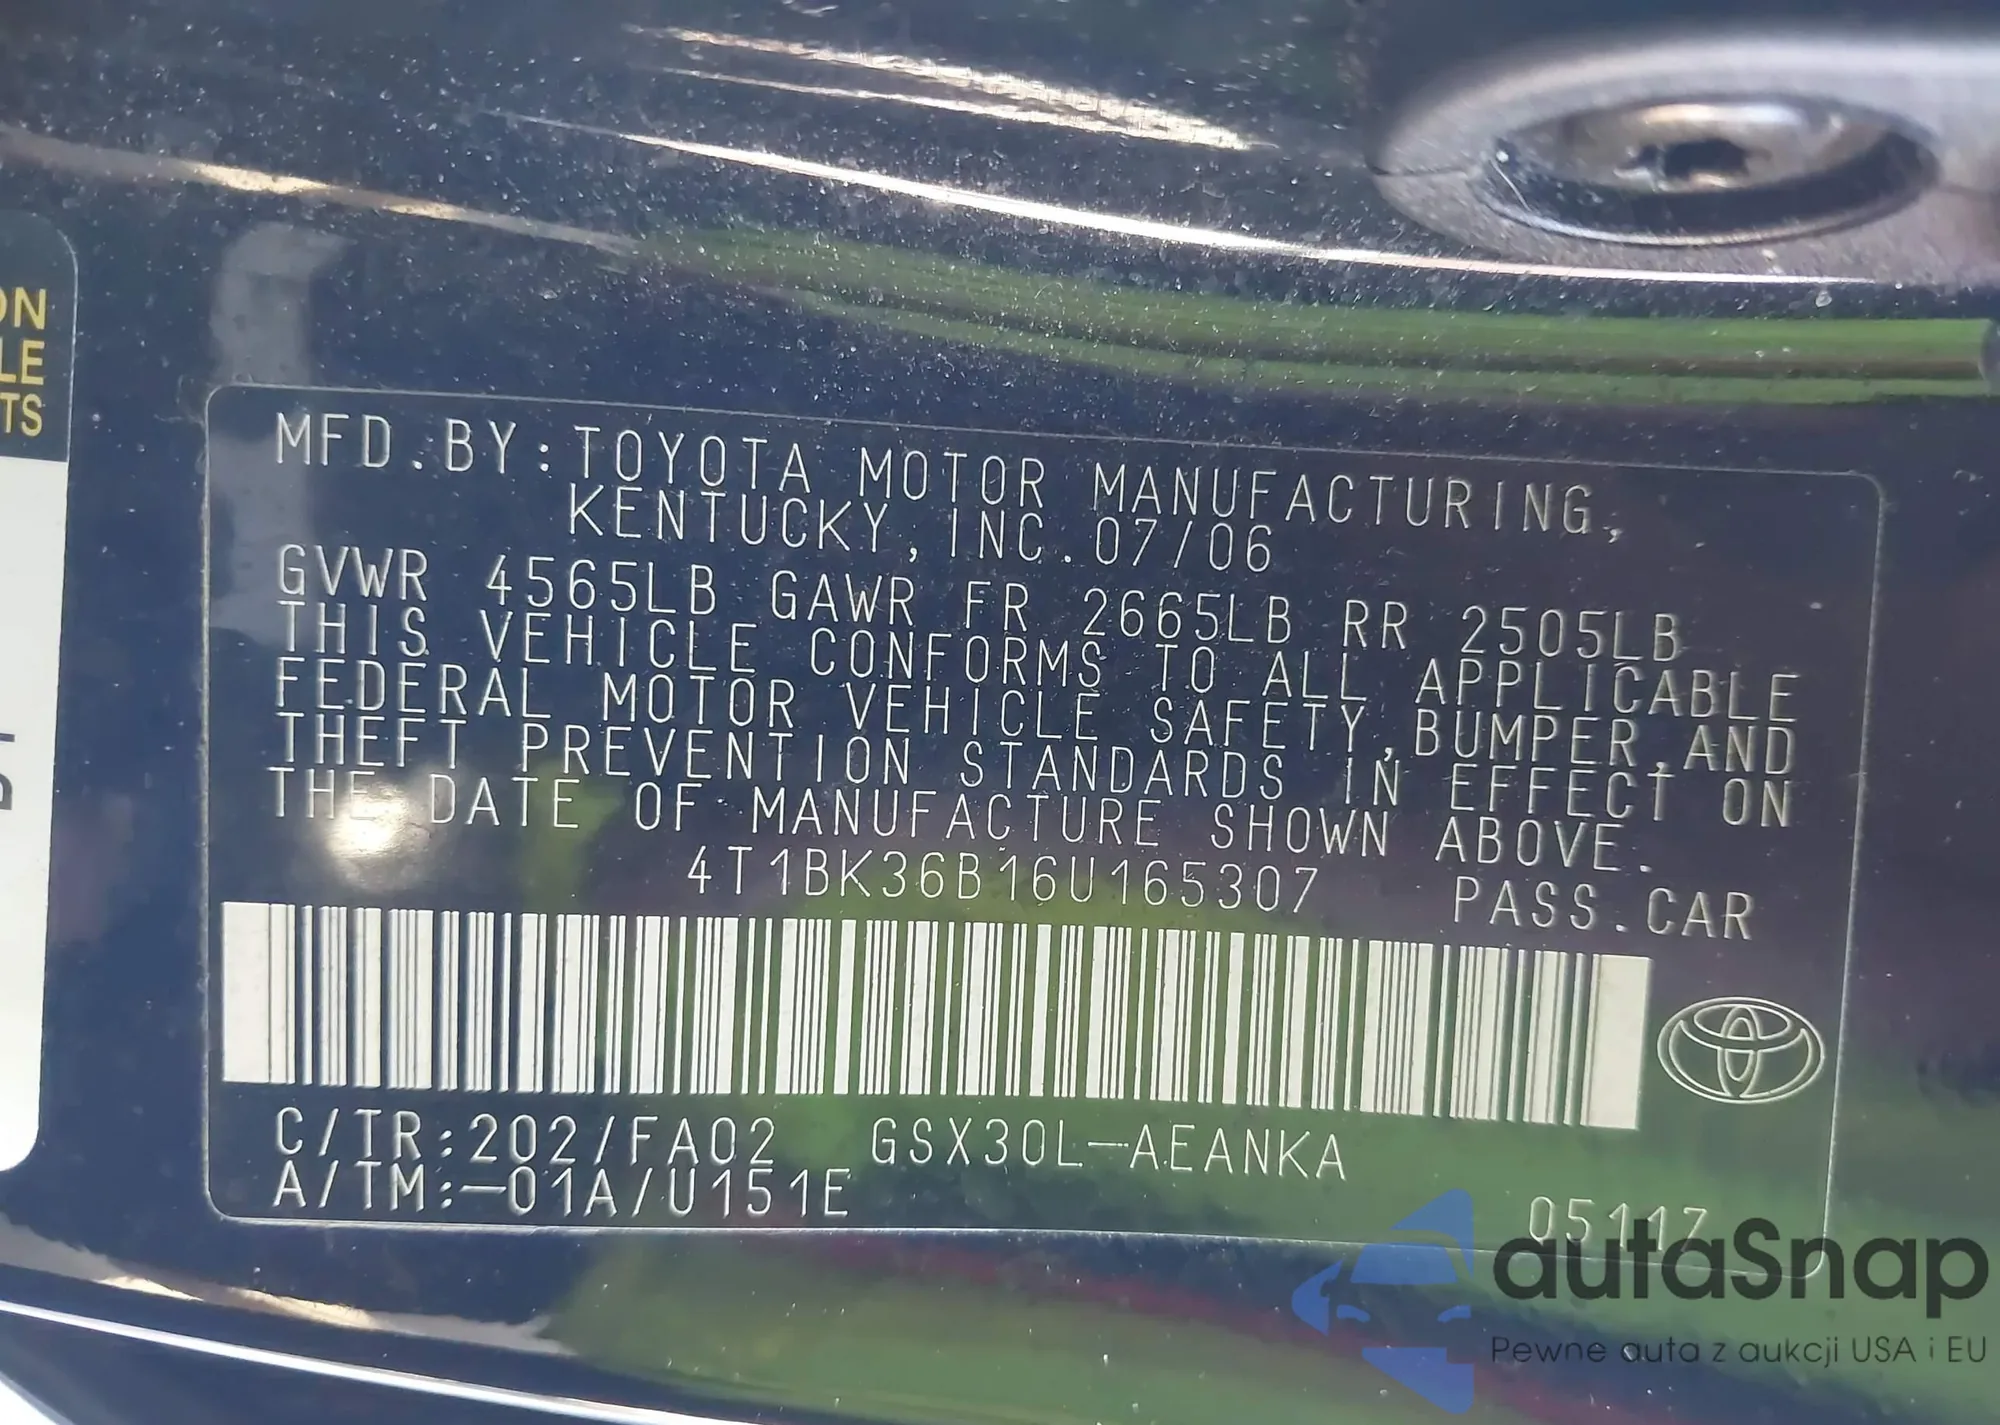 ON
LE
TS
MFD.BY:TOYOTA MOTOR MANUFACTURING,
KENTUCKY, INC.07/06
GVWR 4565LB GAWR FR 2665LB RR 2505LB
THIS VEHICLE CONFORMS TO ALL APPLICABLE
FEDERAL MOTOR VEHICLE SAFETY,BUMPER,AND
THEFT PREVENTION STANDARDS IN EFFECT ON
THE DATE OF MANUFACTURE SHOWN ABOVE.
4T1BK36B16U165307 PASS.CAR
C/TR:202/FA02 GSX30L-AEANKA
A/TM:-01A/U151E
05117
autaSnap
Pewne auta z aukcji USA i EU